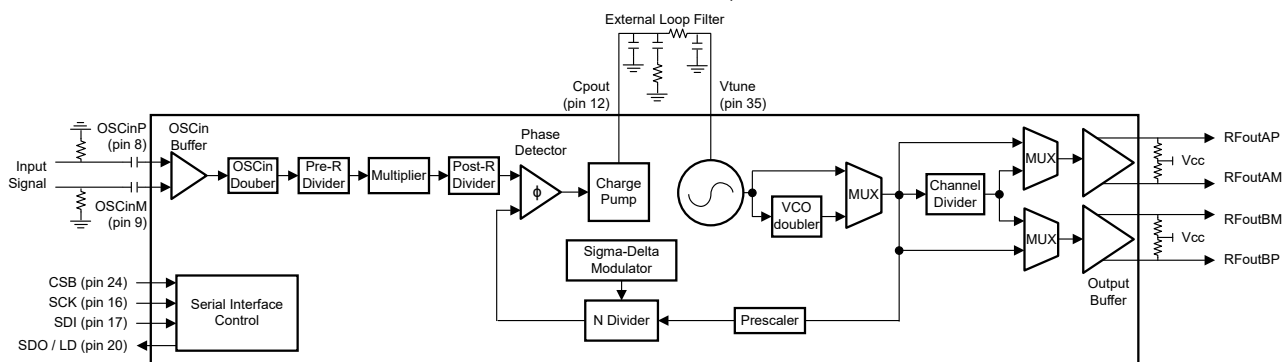 External Loop Filter
Cpout
(pin 12)
Vtune
(pin 35)
OSCinP
(pin 8)
OSCin
Buffer
Input
Signal
OSCinM
(pin 9)
OSCin
Douber
Pre-R
Divider
Multiplier
Post-R
Divider
Phase
Detector
ϕ
Charge
Pump
VCO
doubler
MUX
Channel
Divider
MUX
MUX
RFoutAP
Vcc
RFoutAM
RFoutBM
Vcc
RFoutBP
Output
Buffer
Sigma-Delta
Modulator
N Divider
Prescaler
CSB (pin 24)
SCK (pin 16)
SDI (pin 17)
SDO / LD (pin 20)
Serial Interface
Control